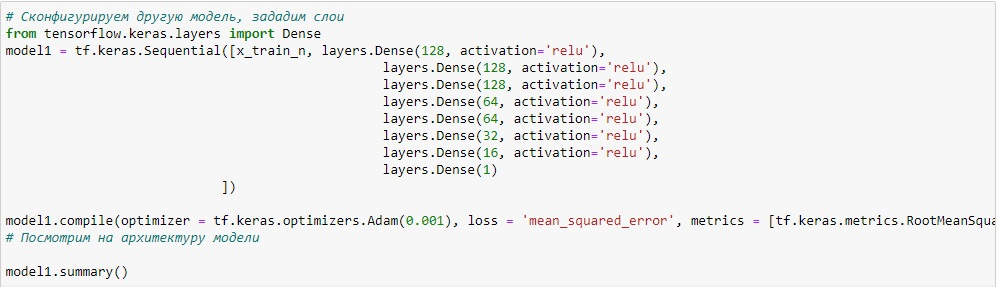 # Сконфигурируем другую модель, зададим слои
from tensorflow.keras.layers import Dense
model1 = tf.keras.Sequential([x_train_n, layers.Dense(128, activation='relu'),
layers.Dense(128, activation='relu'),
layers.Dense(128, activation='relu'),
layers.Dense(64, activation='relu'),
layers.Dense(64, activation='relu'),
layers.Dense(32, activation='relu'),
layers.Dense(16, activation='relu'),
layers.Dense(1)
])
model1.compile(optimizer = tf.keras.optimizers.Adam(0.001), loss = 'mean_squared_error', metrics = [tf.keras.metrics.RootMeanSqua
# Посмотрим на архитектуру модели
model1.summary()